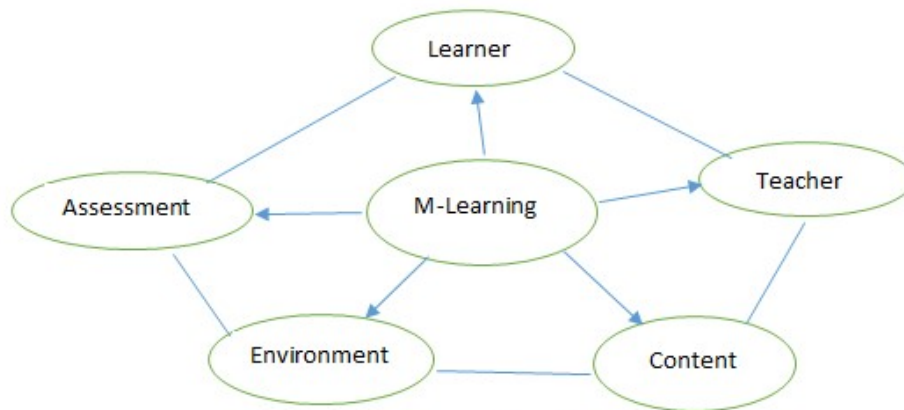 Learner
Teacher
Assessment
M-Learning
Environment
Content